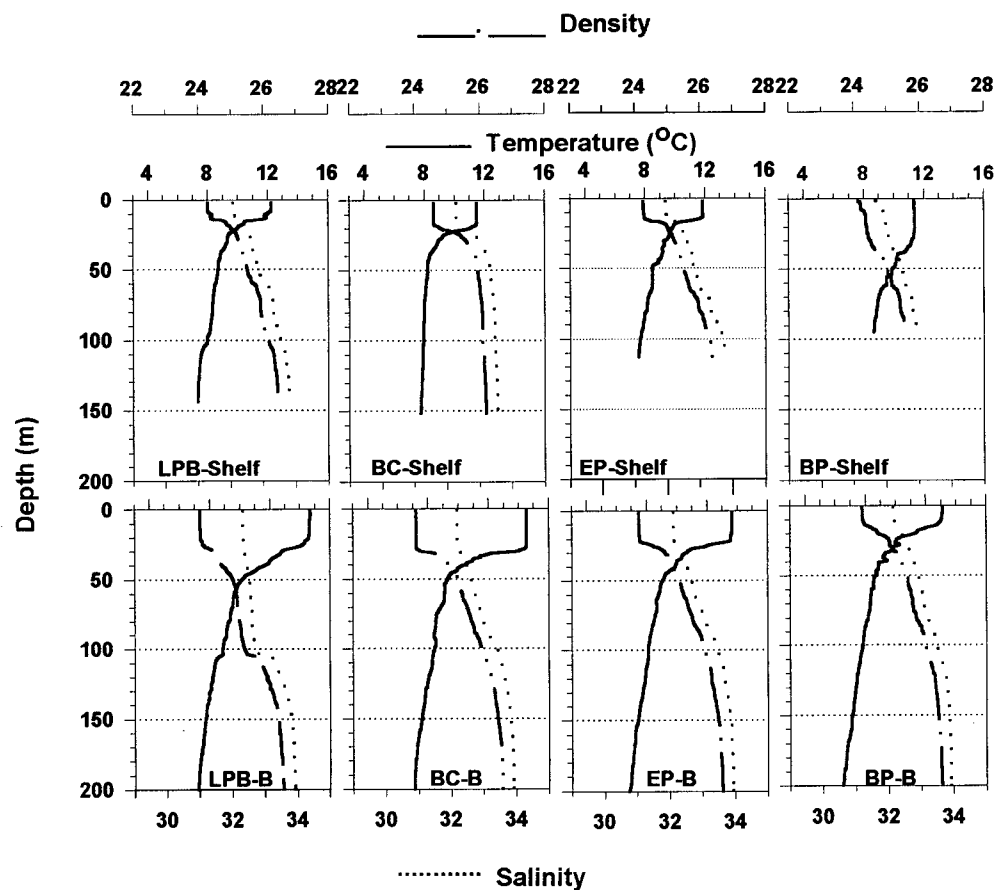 Density
22 24 26 28 22 24 26 28 22 24 26 28 22 24 26 28
Temperature (°C)
4 8 12 16 4 8 12 16 4 8 12 16 4 8 12 16
0
50
100
150
200
LPB-Shelf
BC-Shelf
EP-Shelf
BP-Shelf
Depth (m)
0
50
100
150
200
LPB-B
BC-B
EP-B
BP-B
30 32 34 30 32 34 30 32 34 30 32 34
Salinity